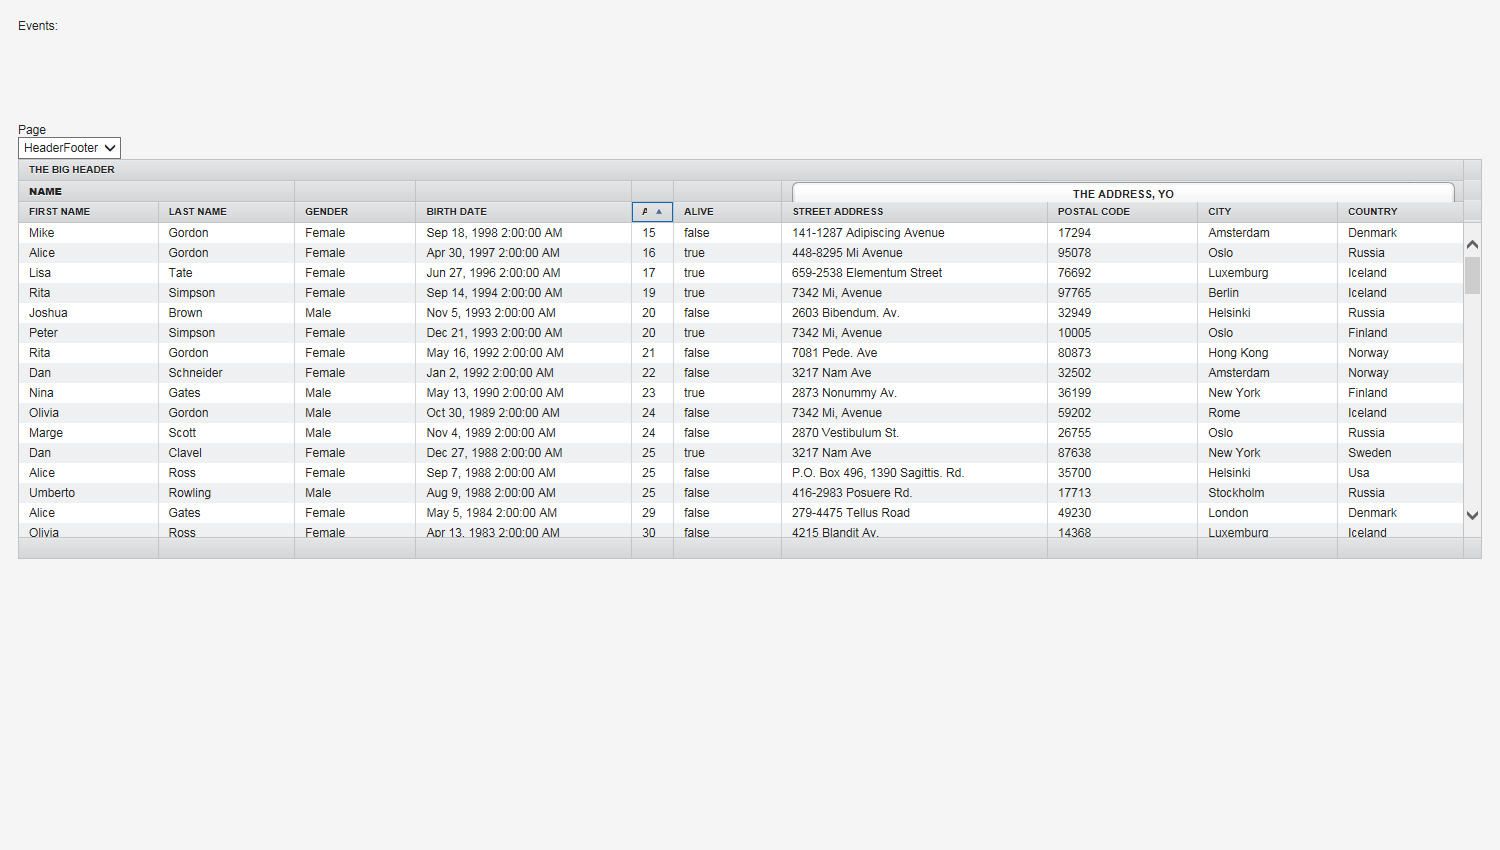 Events:
Page
HeaderFooter
THE BIG HEADER
NAME THE ADDRESS, YO
FIRST NAME LAST NAME GENDER BIRTH DATE ALIVE STREET ADDRESS POSTAL CODE CITY COUNTRY
Mike Gordon Female Sep 18, 1998 2:00:00 AM 15 false 141-1287 Adipiscing Avenue 17294 Amsterdam Denmark
Alice Gordon Female Apr 30, 1997 2:00:00 AM 16 true 448-8295 Mi Avenue 95078 Oslo Russia
Lisa Tate Female Jun 27, 1996 2:00:00 AM 17 true 659-2538 Elementum Street 76692 Luxemburg Iceland
Rita Simpson Female Sep 14, 1994 2:00:00 AM 19 true 7342 Mi, Avenue 97765 Berlin Iceland
Joshua Brown Male Nov 5, 1993 2:00:00 AM 20 false 2603 Bibendum. Av. 32949 Helsinki Russia
Peter Simpson Female Dec 21, 1993 2:00:00 AM 20 true 7342 Mi, Avenue 10005 Oslo Finland
Rita Gordon Female May 16, 1992 2:00:00 AM 21 false 7081 Pede. Ave 80873 Hong Kong Norway
Dan Schneider Female Jan 2, 1992 2:00:00 AM 22 false 3217 Nam Ave 32502 Amsterdam Norway
Nina Gates Male May 13, 1990 2:00:00 AM 23 true 2873 Nonummy Av. 36199 New York Finland
Olivia Gordon Male Oct 30, 1989 2:00:00 AM 24 false 7342 Mi, Avenue 59202 Rome Iceland
Marge Scott Male Nov 4, 1989 2:00:00 AM 24 false 2870 Vestibulum St. 26755 Oslo Russia
Dan Clavel Female Dec 27, 1988 2:00:00 AM 25 true 3217 Nam Ave 87638 New York Sweden
Alice Ross Female Sep 7, 1988 2:00:00 AM 25 false P.O. Box 496, 1390 Sagittis. Rd. 35700 Helsinki Usa
Umberto Rowling Male Aug 9, 1988 2:00:00 AM 25 false 416-2983 Posuere Rd. 17713 Stockholm Russia
Alice Gates Female May 5, 1984 2:00:00 AM 29 false 279-4475 Tellus Road 49230 London Denmark
Olivia Ross Female Apr 13, 1983 2:00:00 AM 30 false 4215 Blandit Av. 14368 Luxemburg Iceland